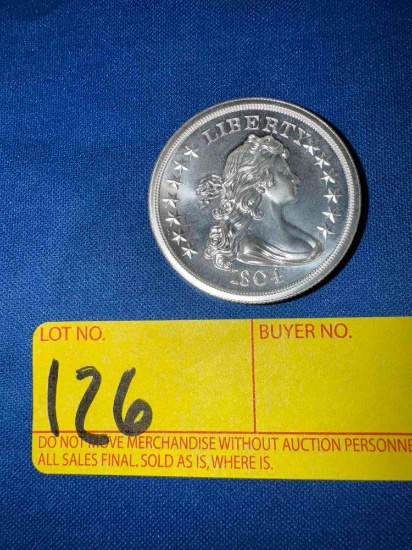 LIBERTY
1804
LOT NO. BUYER NO.
126
DO NOT MOVE MERCHANDISE WITHOUT AUCTION PERSONNE
ALL SALES FINAL. SOLD AS IS, WHERE IS.